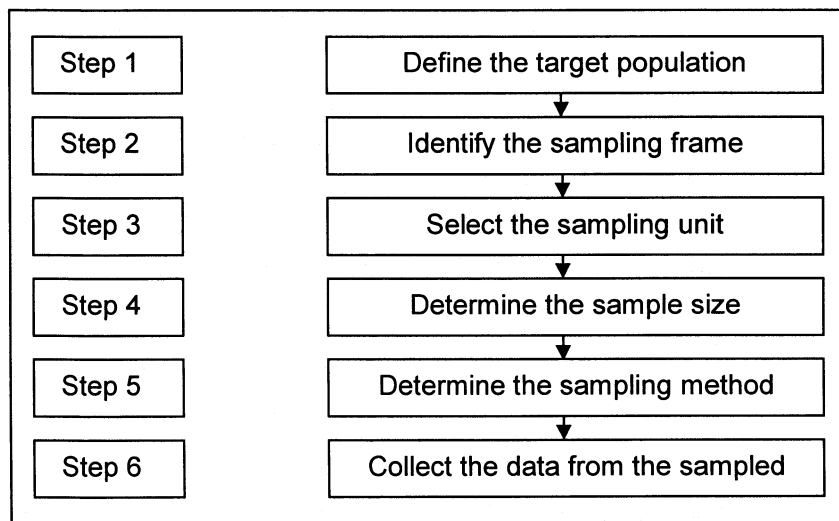 Step 1 Define the target population
Step 2 Identify the sampling frame
Step 3 Select the sampling unit
Step 4 Determine the sample size
Step 5 Determine the sampling method
Step 6 Collect the data from the sampled